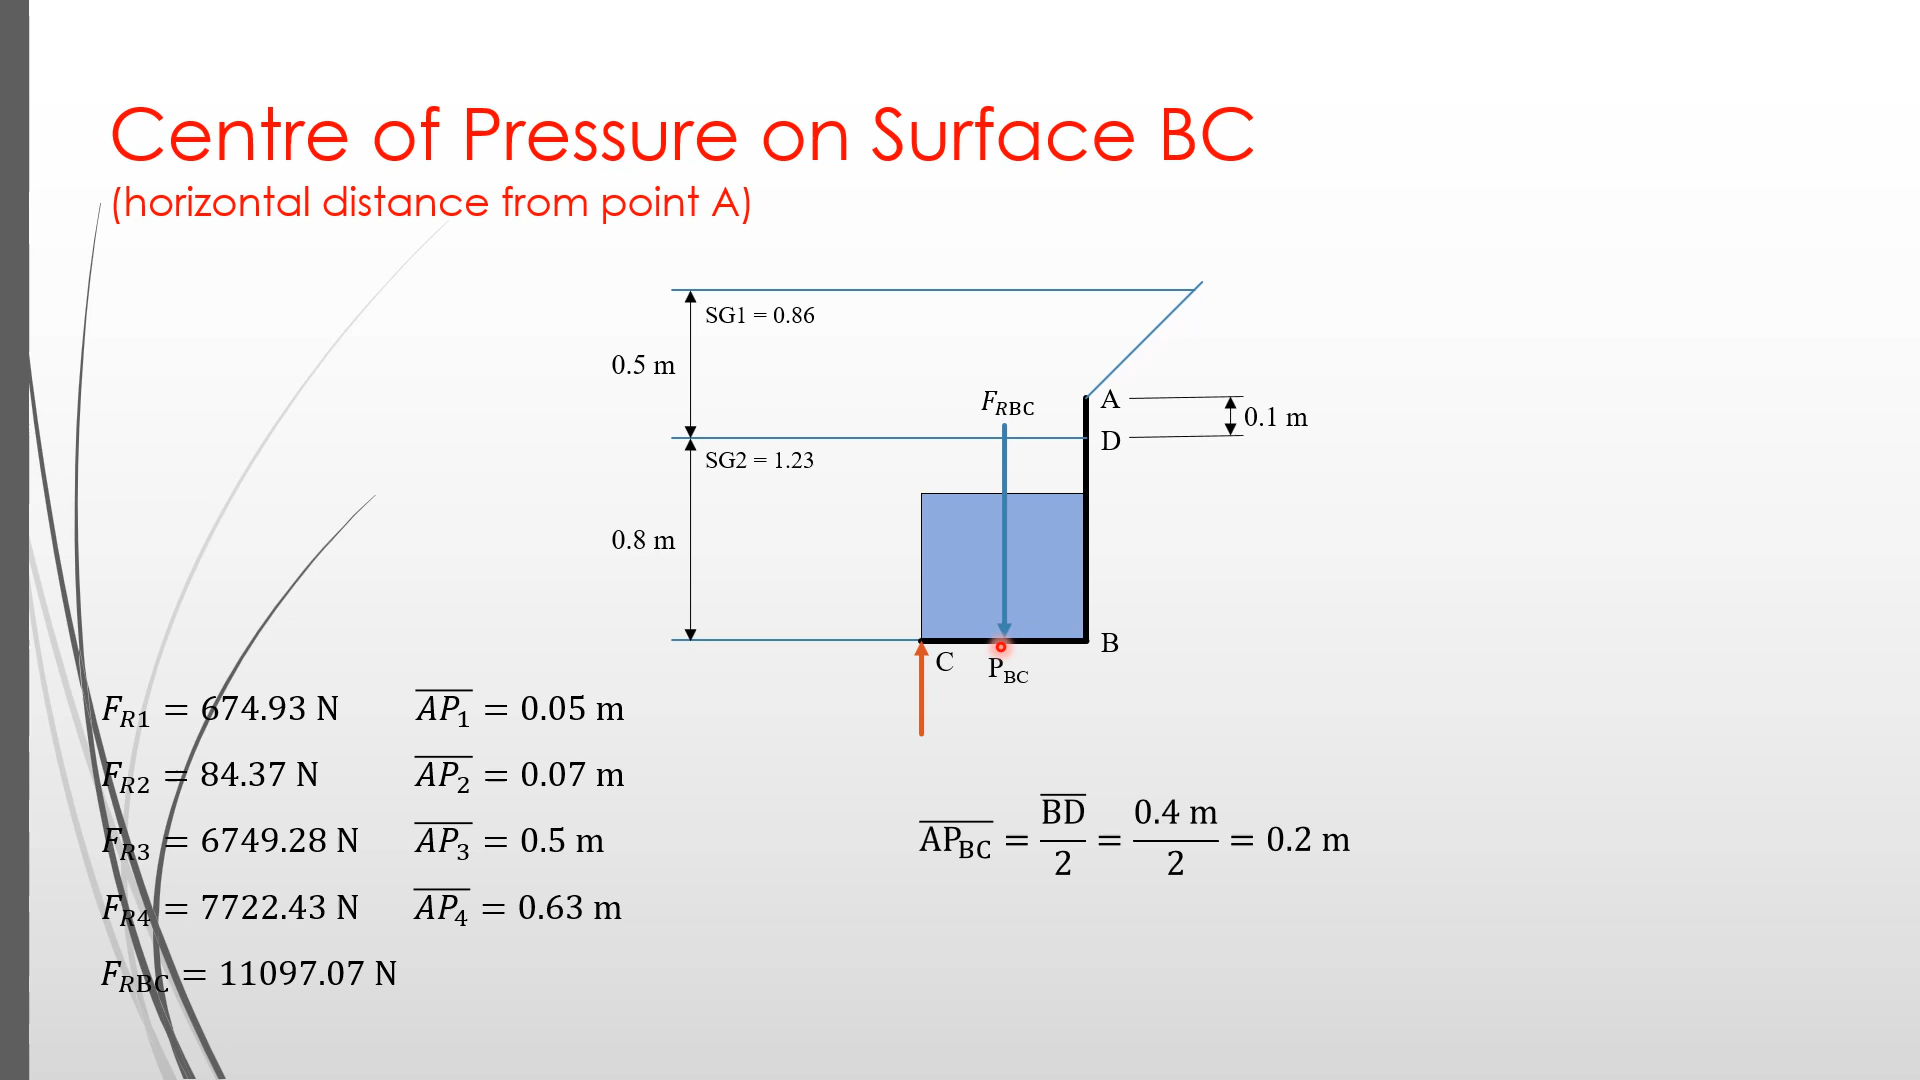 Centre of Pressure on Surface BC
(horizontal distance from point A)
SG1 = 0.86
0.5 m
F_RBC
A
0.1 m
D
SG2 = 1.23
0.8 m
B
C
P_BC
F_R1 = 674.93 N AP_1 = 0.05 m
F_R2 = 84.37 N AP_2 = 0.07 m
F_R3 = 6749.28 N AP_3 = 0.5 m
F_R4 = 7722.43 N AP_4 = 0.63 m
F_RBC = 11097.07 N
AP_BC = BD/2 = 0.4 m/2 = 0.2 m